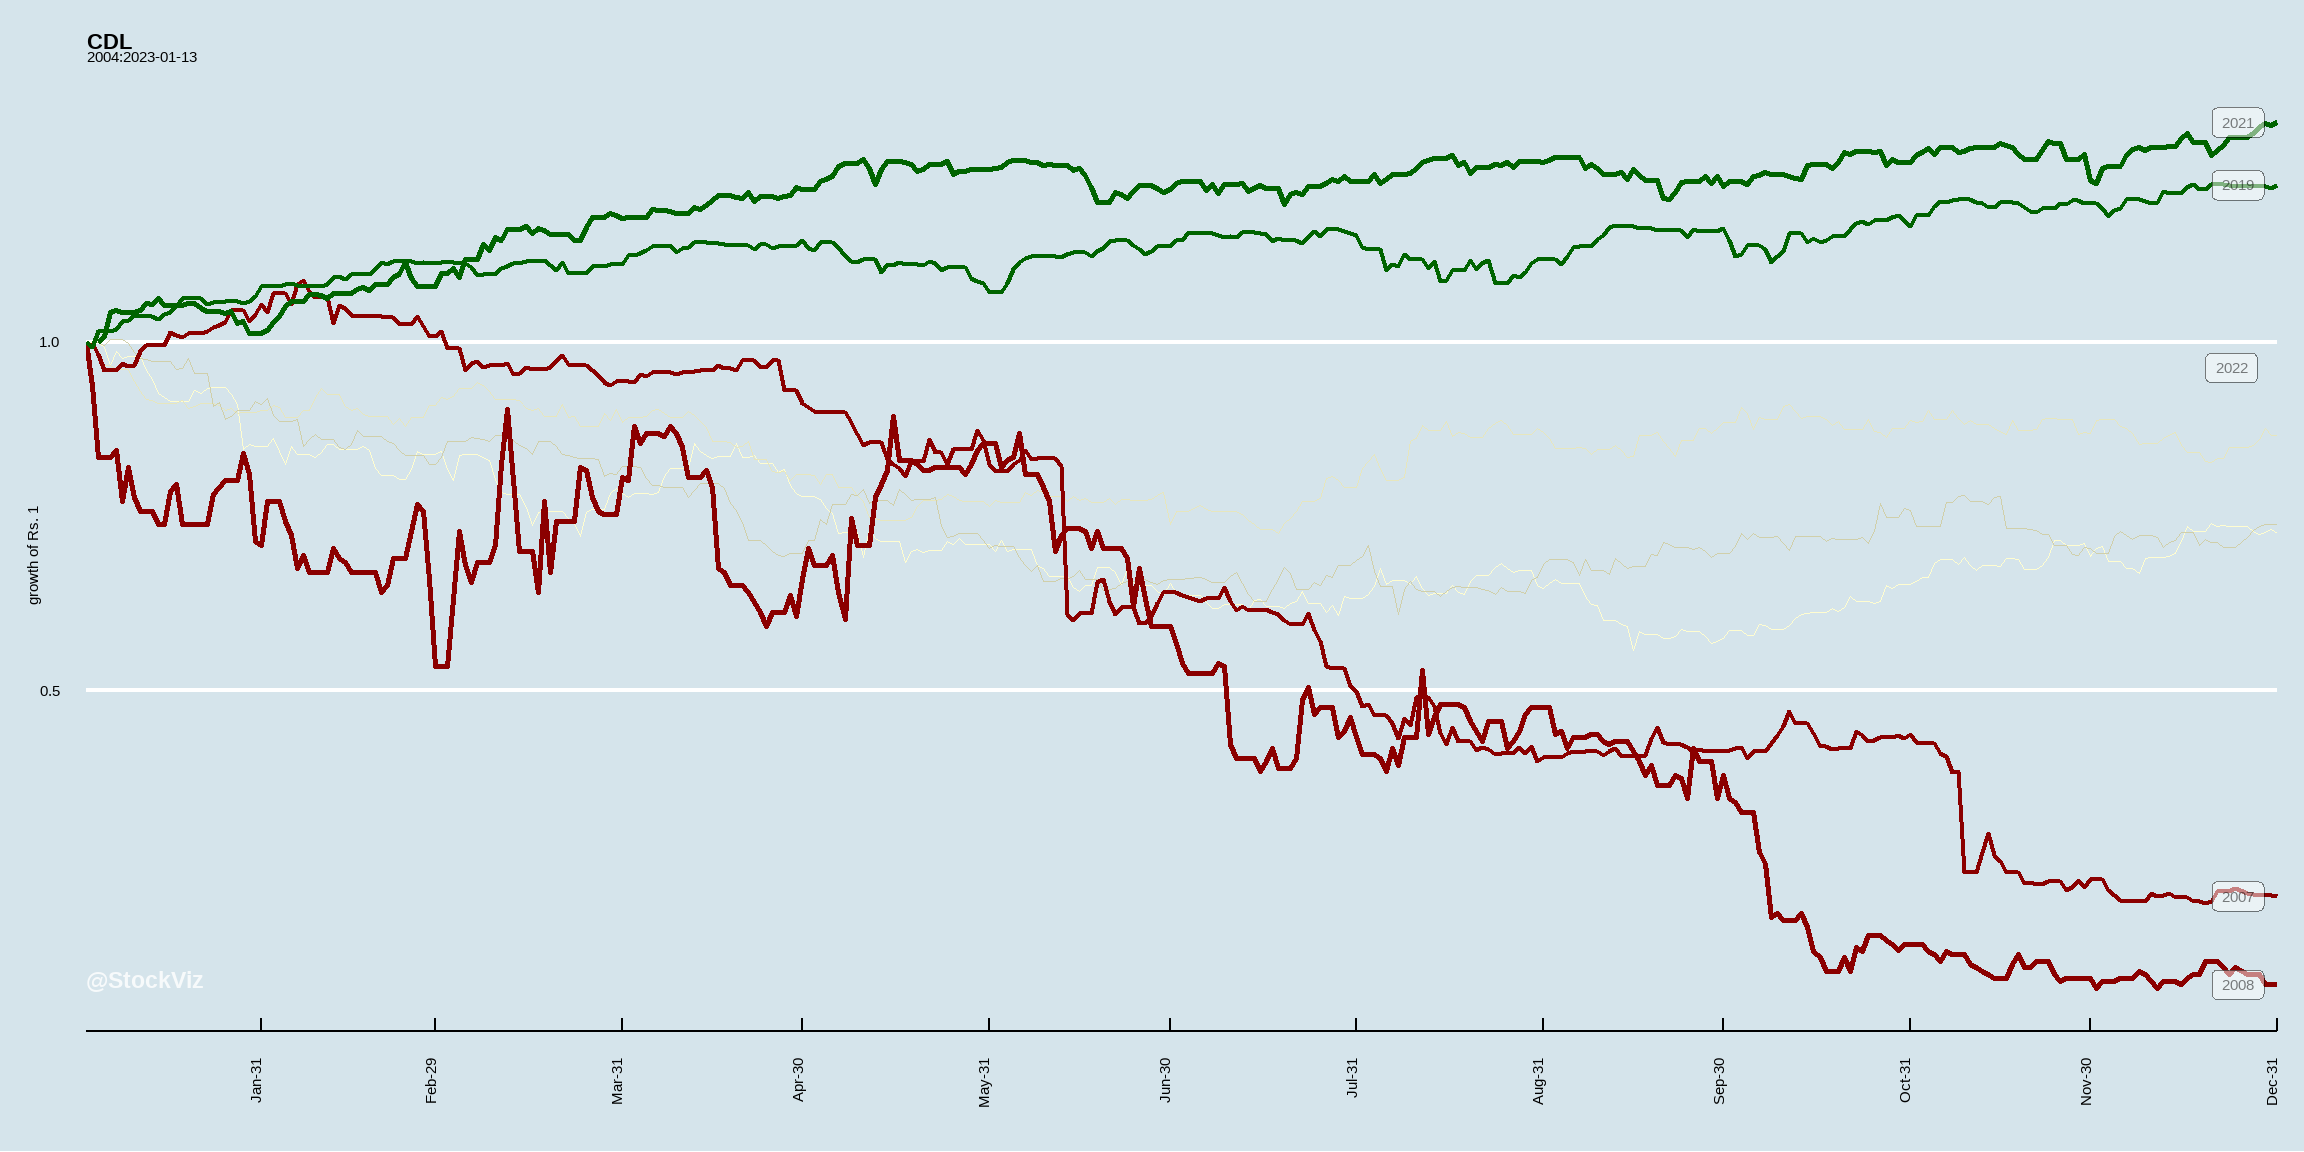 CDL
2004:2023-01-13
2021
2019
1.0
2022
growth of Rs. 1
0.5
2007
@StockViz
2008
Jan-31
Feb-29
Mar-31
Apr-30
May-31
Jun-30
Jul-31
Aug-31
Sep-30
Oct-31
Nov-30
Dec-31